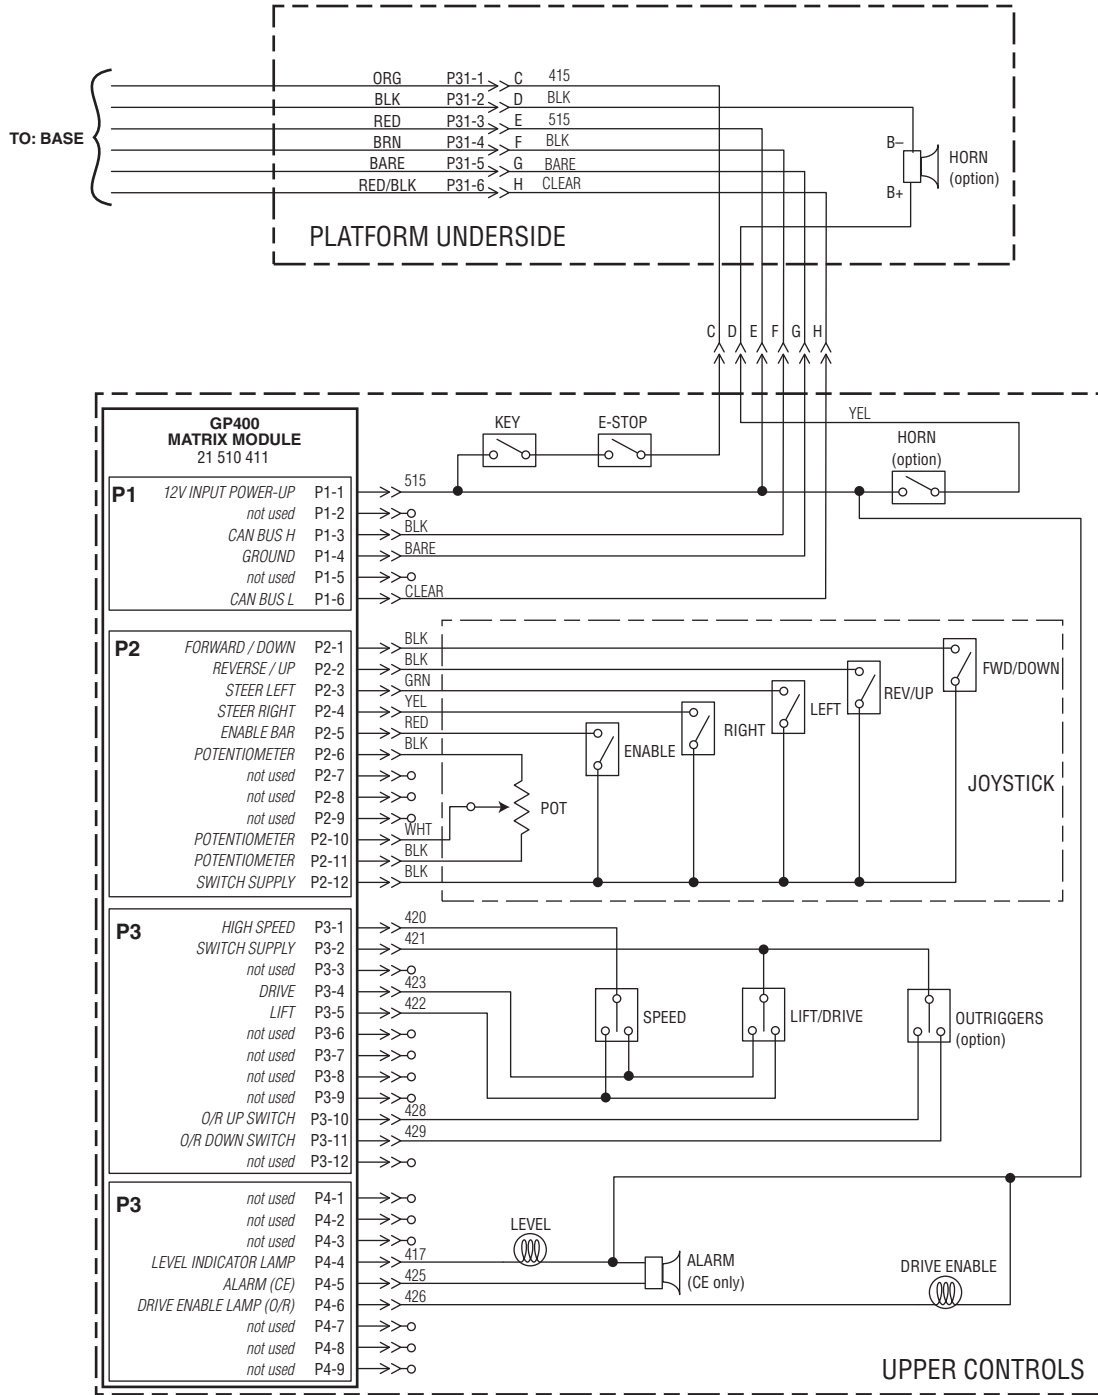 ORG P31-1 C 415
BLK P31-2 D BLK
TO: BASE
RED P31-3 E 515
BRN P31-4 F BLK
BARE P31-5 G BARE
RED/BLK P31-6 H CLEAR
B–
HORN
(option)
B+
PLATFORM UNDERSIDE
C D E F G H
GP400
MATRIX MODULE
21 510 411
KEY
E-STOP
YEL
HORN
(option)
P1
12V INPUT POWER-UP P1-1 515
not used P1-2
CAN BUS H P1-3 BLK
GROUND P1-4 BARE
not used P1-5
CAN BUS L P1-6 CLEAR
P2
FORWARD / DOWN P2-1 BLK
REVERSE / UP P2-2 BLK
STEER LEFT P2-3 GRN
STEER RIGHT P2-4 YEL
ENABLE BAR P2-5 RED
POTENTIOMETER P2-6 BLK
not used P2-7
not used P2-8
not used P2-9
POTENTIOMETER P2-10 WHT
POTENTIOMETER P2-11 BLK
SWITCH SUPPLY P2-12 BLK
FWD/DOWN
REV/UP
LEFT
RIGHT
ENABLE
POT
JOYSTICK
P3
HIGH SPEED P3-1 420
SWITCH SUPPLY P3-2 421
not used P3-3
DRIVE P3-4 423
LIFT P3-5 422
not used P3-6
not used P3-7
not used P3-8
not used P3-9
O/R UP SWITCH P3-10 428
O/R DOWN SWITCH P3-11 429
not used P3-12
SPEED
LIFT/DRIVE
OUTRIGGERS
(option)
P3
not used P4-1
not used P4-2
not used P4-3
LEVEL INDICATOR LAMP P4-4 417
ALARM (CE) P4-5 425
DRIVE ENABLE LAMP (O/R) P4-6 426
not used P4-7
not used P4-8
not used P4-9
LEVEL
ALARM
(CE only)
DRIVE ENABLE
UPPER CONTROLS